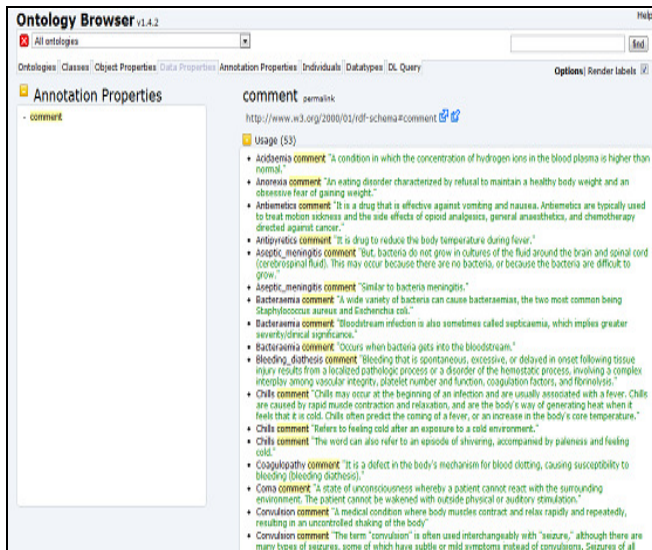 Ontology Browser v1.4.2
Help
All ontologies
find
Ontologies Classes Object Properties Data Properties Annotation Properties Individuals Datatypes DL Query
Options| Render labels
Annotation Properties
- comment
comment permalink
http://www.w3.org/2000/01/rdf-schema#comment
Usage (53)
• Acidaemia comment "A condition in which the concentration of hydrogen ions in the blood plasma is higher than
normal."
• Anorexia comment "An eating disorder characterized by refusal to maintain a healthy body weight and an
obsessive fear of gaining weight."
• Antiemetics comment "It is a drug that is effective against vomiting and nausea. Antiemetics are typically used
to treat motion sickness and the side effects of opioid analgesics, general anaesthetics, and chemotherapy
directed against cancer."
• Antipyretics comment "It is drug to reduce the body temperature during fever."
• Aseptic_meningitis comment "But, bacteria do not grow in cultures of the fluid around the brain and spinal cord
(cerebrospinal fluid). This may occur because there are no bacteria, or because the bacteria are difficult to
grow."
• Aseptic_meningitis comment "Similar to bacteria meningitis."
• Bacteraemia comment "A wide variety of bacteria can cause bacteraemias, the two most common being
Staphylococcus aureus and Escherichia coli."
• Bacteraemia comment "Bloodstream infection is also sometimes called septicaemia, which implies greater
severity/clinical significance."
• Bacteraemia comment "Occurs when bacteria gets into the bloodstream."
• Bleeding_diathesis comment "Bleeding that is spontaneous, excessive, or delayed in onset following tissue
injury results from a localized pathologic process or a disorder of the hemostatic process, involving a complex
interplay among vascular integrity, platelet number and function, coagulation factors, and fibrinolysis."
• Chills comment "Chills may occur at the beginning of an infection and are usually associated with a fever. Chills
are caused by rapid muscle contraction and relaxation, and are the body's way of generating heat when it
feels that it is cold. Chills often predict the coming of a fever, or an increase in the body's core temperature."
• Chills comment "Refers to feeling cold after an exposure to a cold environment."
• Chills comment "The word can also refer to an episode of shivering, accompanied by paleness and feeling
cold."
• Coagulopathy comment "It is a defect in the body's mechanism for blood clotting, causing susceptibility to
bleeding (bleeding diathesis)."
• Coma comment "A state of unconsciousness whereby a patient cannot react with the surrounding
environment. The patient cannot be wakened with outside physical or auditory stimulation."
• Convulsion comment "A medical condition where body muscles contract and relax rapidly and repeatedly,
resulting in an uncontrolled shaking of the body"
• Convulsion comment "The term "convulsion" is often used interchangeably with "seizure," although there are
many types of seizures, some of which have subtle or mild symptoms instead of convulsions. Seizures of all